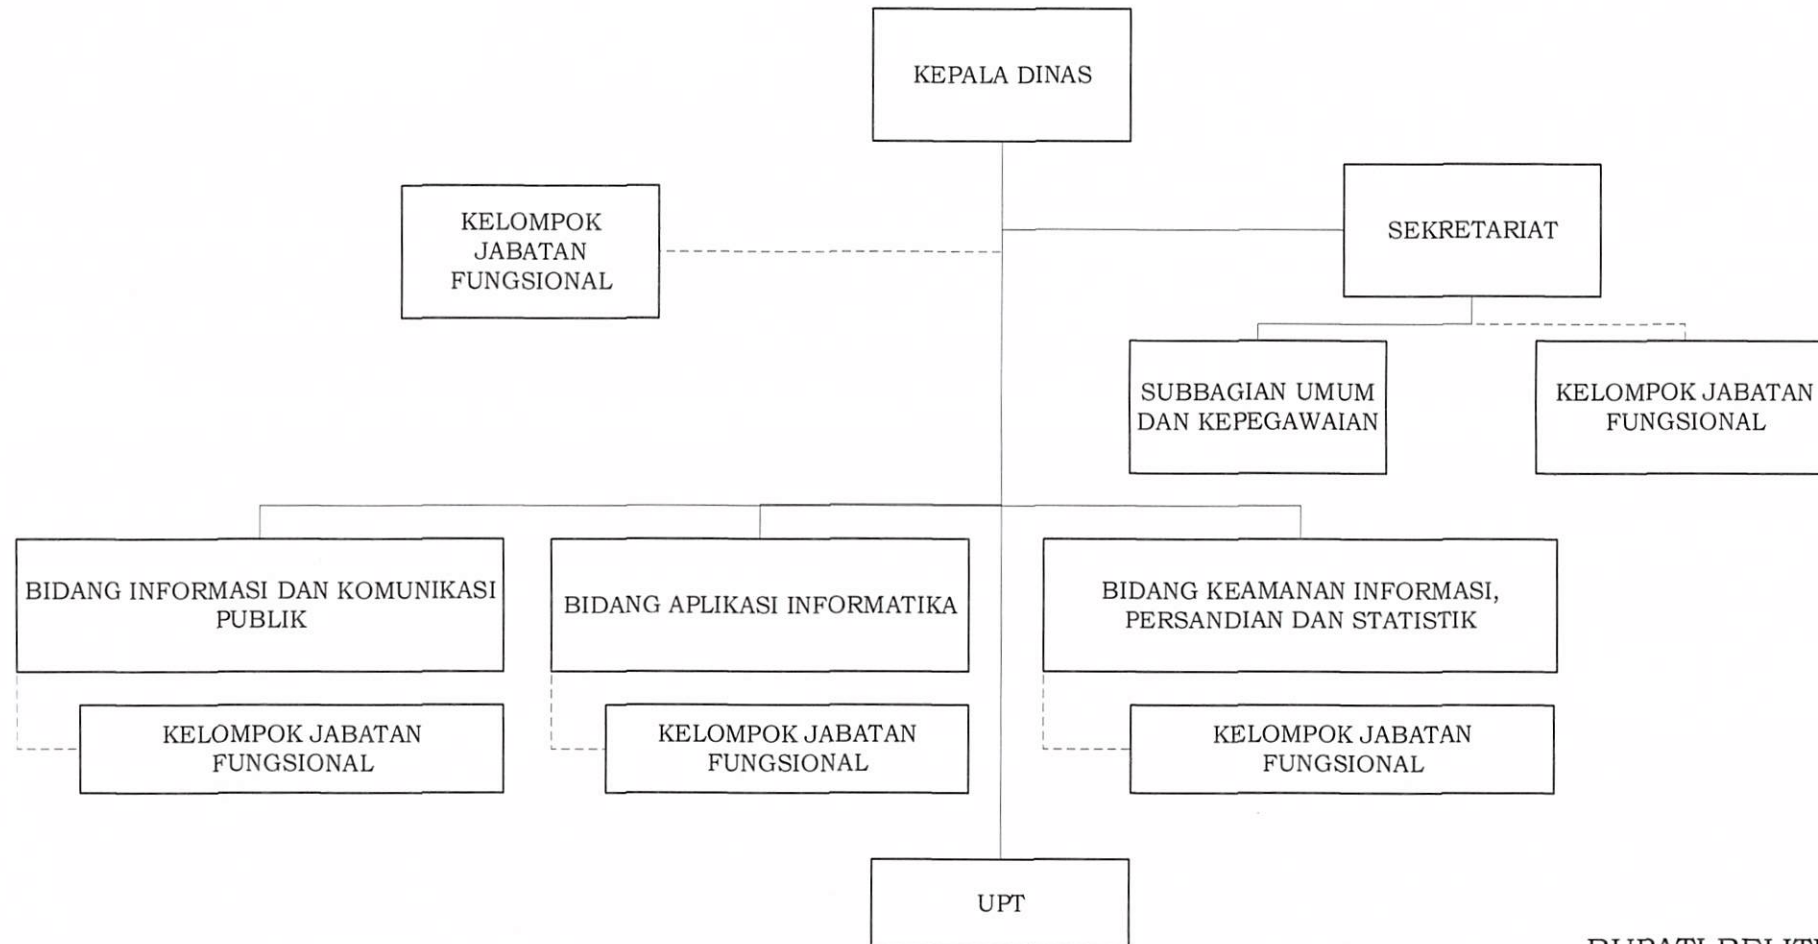 KEPALA DINAS
KELOMPOK
JABATAN
FUNGSIONAL
SEKRETARIAT
SUBBAGIAN UMUM
DAN KEPEGAWAIAN
KELOMPOK JABATAN
FUNGSIONAL
BIDANG INFORMASI DAN KOMUNIKASI
PUBLIK
BIDANG APLIKASI INFORMATIKA
BIDANG KEAMANAN INFORMASI,
PERSANDIAN DAN STATISTIK
KELOMPOK JABATAN
FUNGSIONAL
KELOMPOK JABATAN
FUNGSIONAL
KELOMPOK JABATAN
FUNGSIONAL
UPT